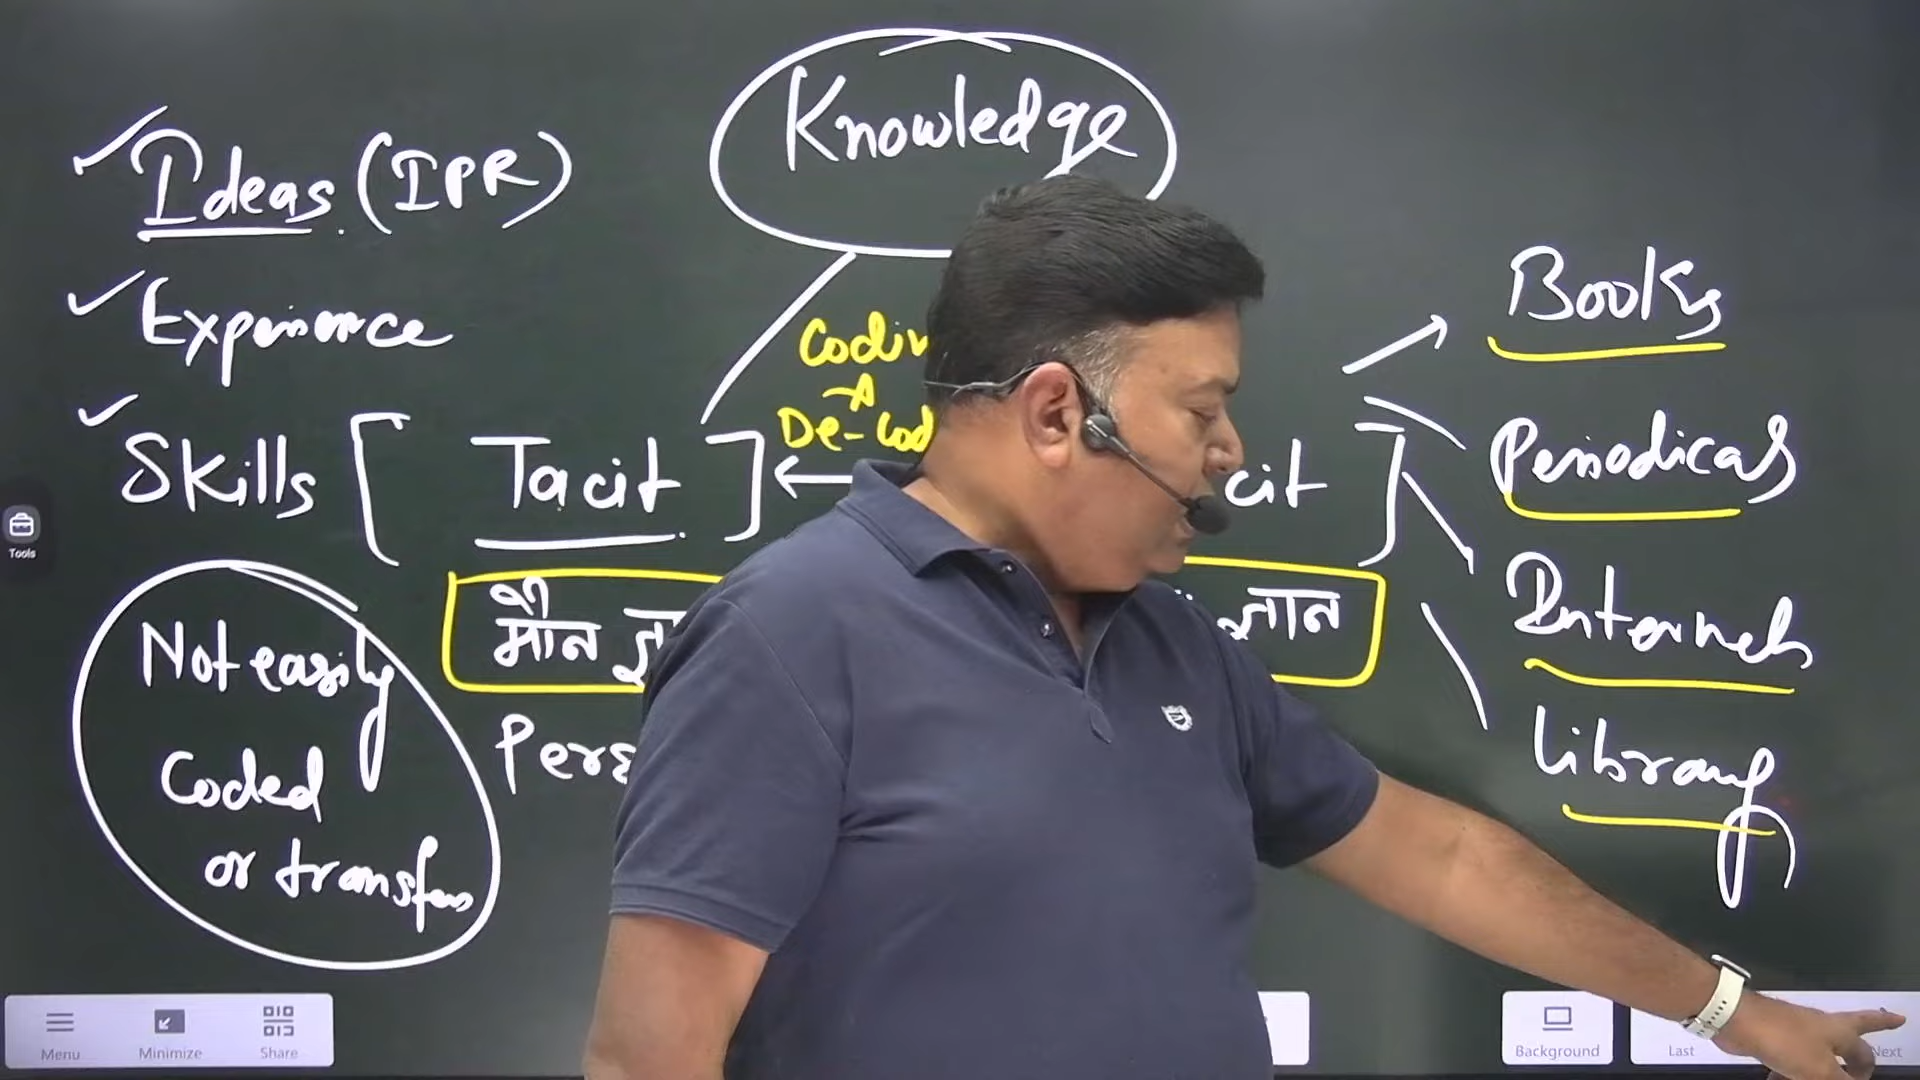 Knowledge
Ideas (IPR)
Experience
Skills
[ Tacit ]
cit ]
मौन
ज्ञान
Not easily
Coded
or transfer
Books
Periodicals
Internet
Library
Tools
Menu
Minimize
Share
Background
Last
Next